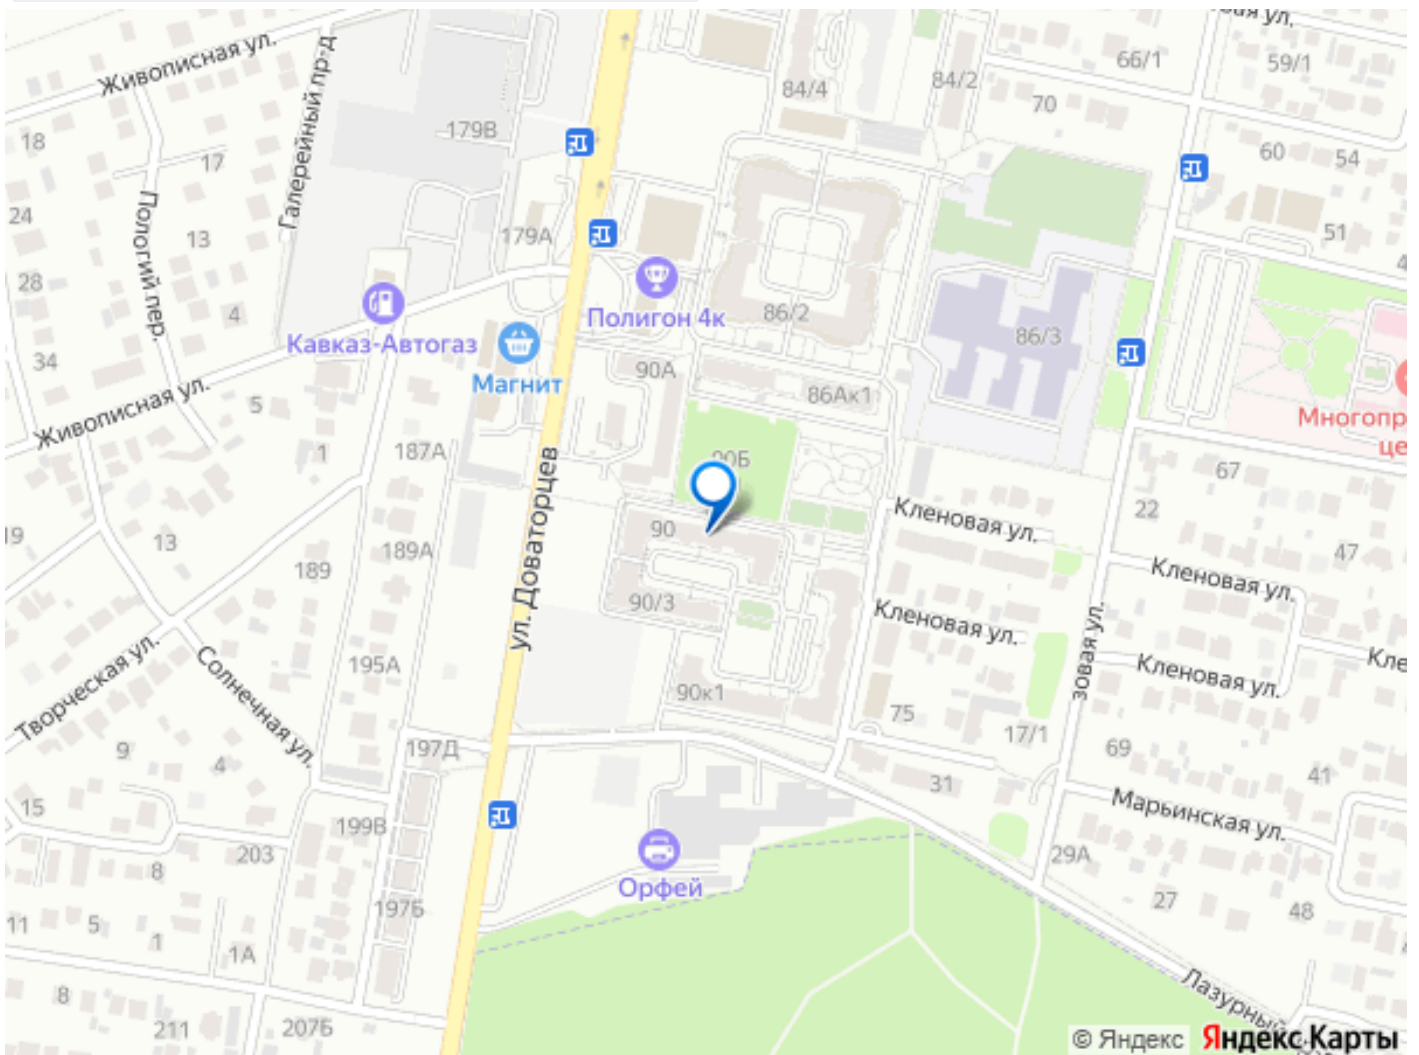 Живописная ул.
Галерейный пр-д
84/4
84/2
66/1
59/1
70
18
179В
17
60
54
24
Пологий пер.
13
179А
51
28
4
Полигон 4к
86/2
86/3
Кавказ-Автогаз
34
Магнит
90А
86Ак1
Живописная ул.
5
1
187А
90Б
67
ул. Доваторцев
22
Кленовая ул.
13
189
189А
90
47
Кленовая ул.
90/3
Кленовая ул.
зовая ул.
Творческая ул.
Солнечная ул.
195А
90к1
Кленовая ул.
75
17/1
69
9
4
197Д
31
41
15
199В
Марьинская ул.
203
29А
8
Орфей
27
48
197Б
11
5
1
1А
8
211
207Б
Лазурный
© Яндекс Яндекс Карты